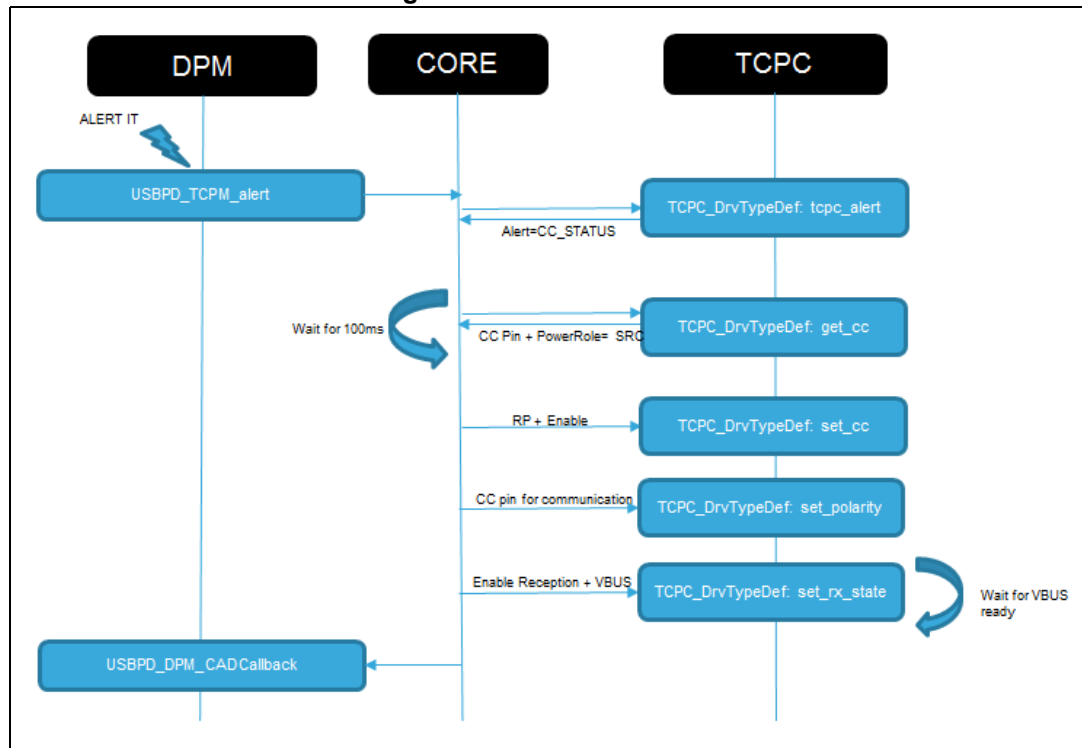 DPM
CORE
TCPC
ALERT IT
USBPD_TCPM_alert
TCPC_DrvTypeDef: tcpc_alert
Alert=CC_STATUS
Wait for 100ms
CC Pin + PowerRole= SRC
TCPC_DrvTypeDef: get_cc
RP + Enable
TCPC_DrvTypeDef: set_cc
CC pin for communication
TCPC_DrvTypeDef: set_polarity
Enable Reception + VBUS
TCPC_DrvTypeDef: set_rx_state
Wait for VBUS
ready
USBPD_DPM_CADCallback